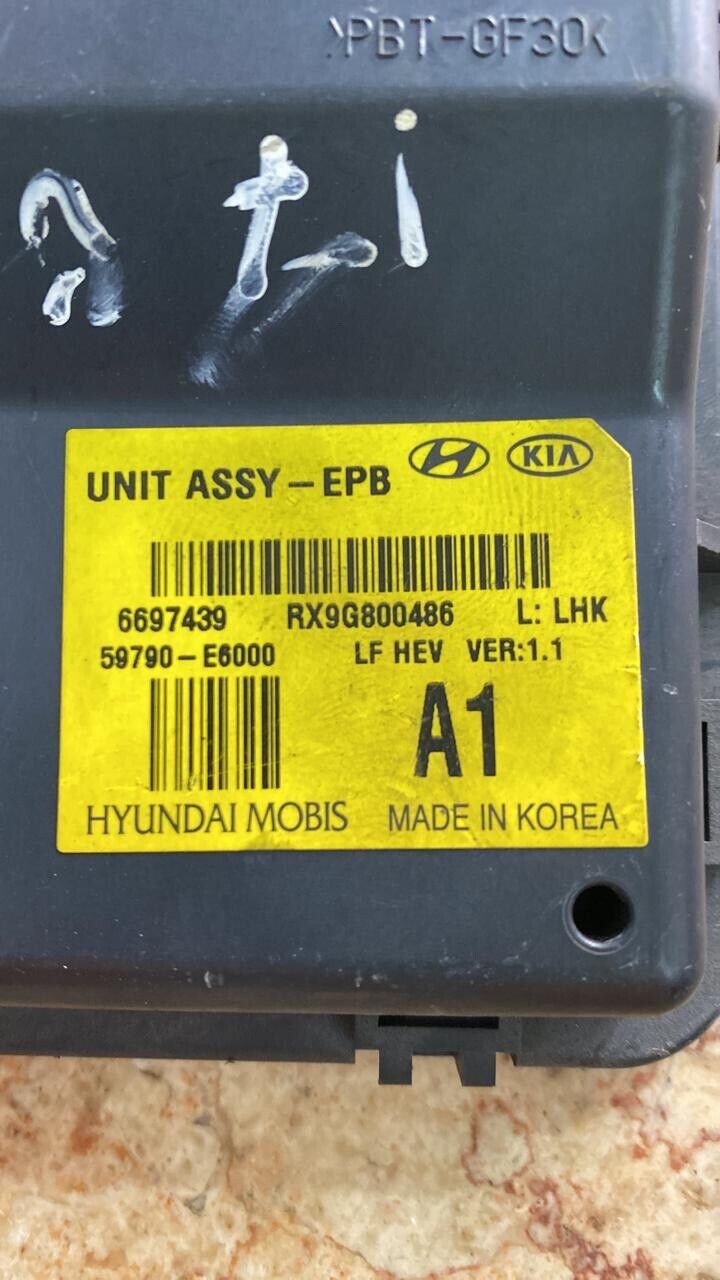 >PBT-GF30<
UNIT ASSY-EPB
KIA
6697439 RX9G800486 L: LHK
59790-E6000 LF HEV VER:1.1
A1
HYUNDAI MOBIS MADE IN KOREA